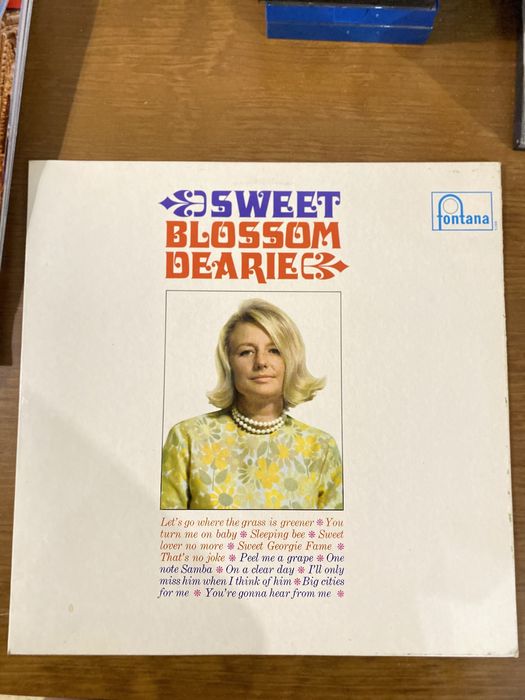 SWEET
BLOSSOM
DEARIE
fontana
Let's go where the grass is greener ❋ You
turn me on baby ❋ Sleeping bee ❋ Sweet
lover no more ❋ Sweet Georgie Fame ❋
That's no joke ❋ Peel me a grape ❋ One
note Samba ❋ On a clear day ❋ I'll only
miss him when I think of him ❋ Big cities
for me ❋ You're gonna hear from me ❋